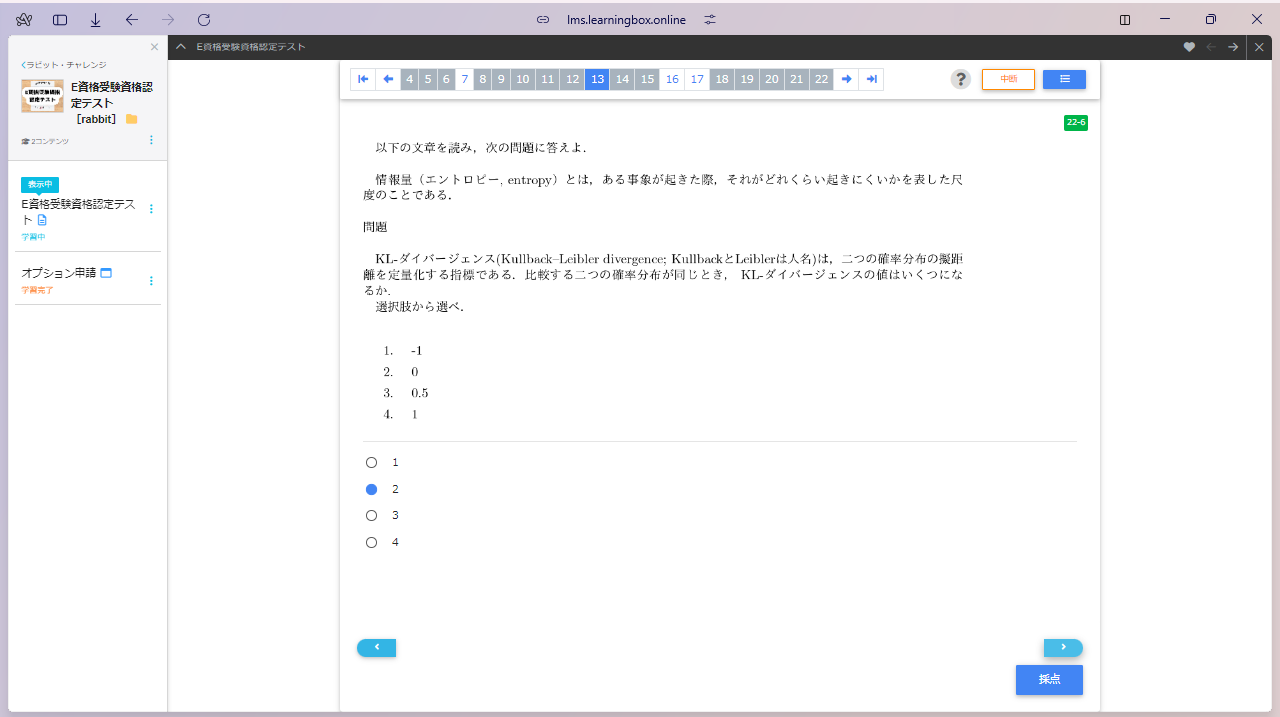 lms.learningbox.online
ラビット・チャレンジ
E資格受験資格認定テスト
［rabbit］
2コンテンツ
表示中
E資格受験資格認定テスト
学習中
オプション申請
学習完了
E資格受験資格認定テスト
4 5 6 7 8 9 10 11 12 13 14 15 16 17 18 19 20 21 22
?
中断
22-6
以下の文章を読み，次の問題に答えよ．
情報量（エントロピー, entropy）とは，ある事象が起きた際，それがどれくらい起きにくいかを表した尺
度のことである．
問題
KL-ダイバージェンス(Kullback–Leibler divergence; KullbackとLeiblerは人名)は，二つの確率分布の擬距
離を定量化する指標である．比較する二つの確率分布が同じとき， KL-ダイバージェンスの値はいくつにな
るか．
選択肢から選べ．
1. -1
2. 0
3. 0.5
4. 1
1
2
3
4
採点